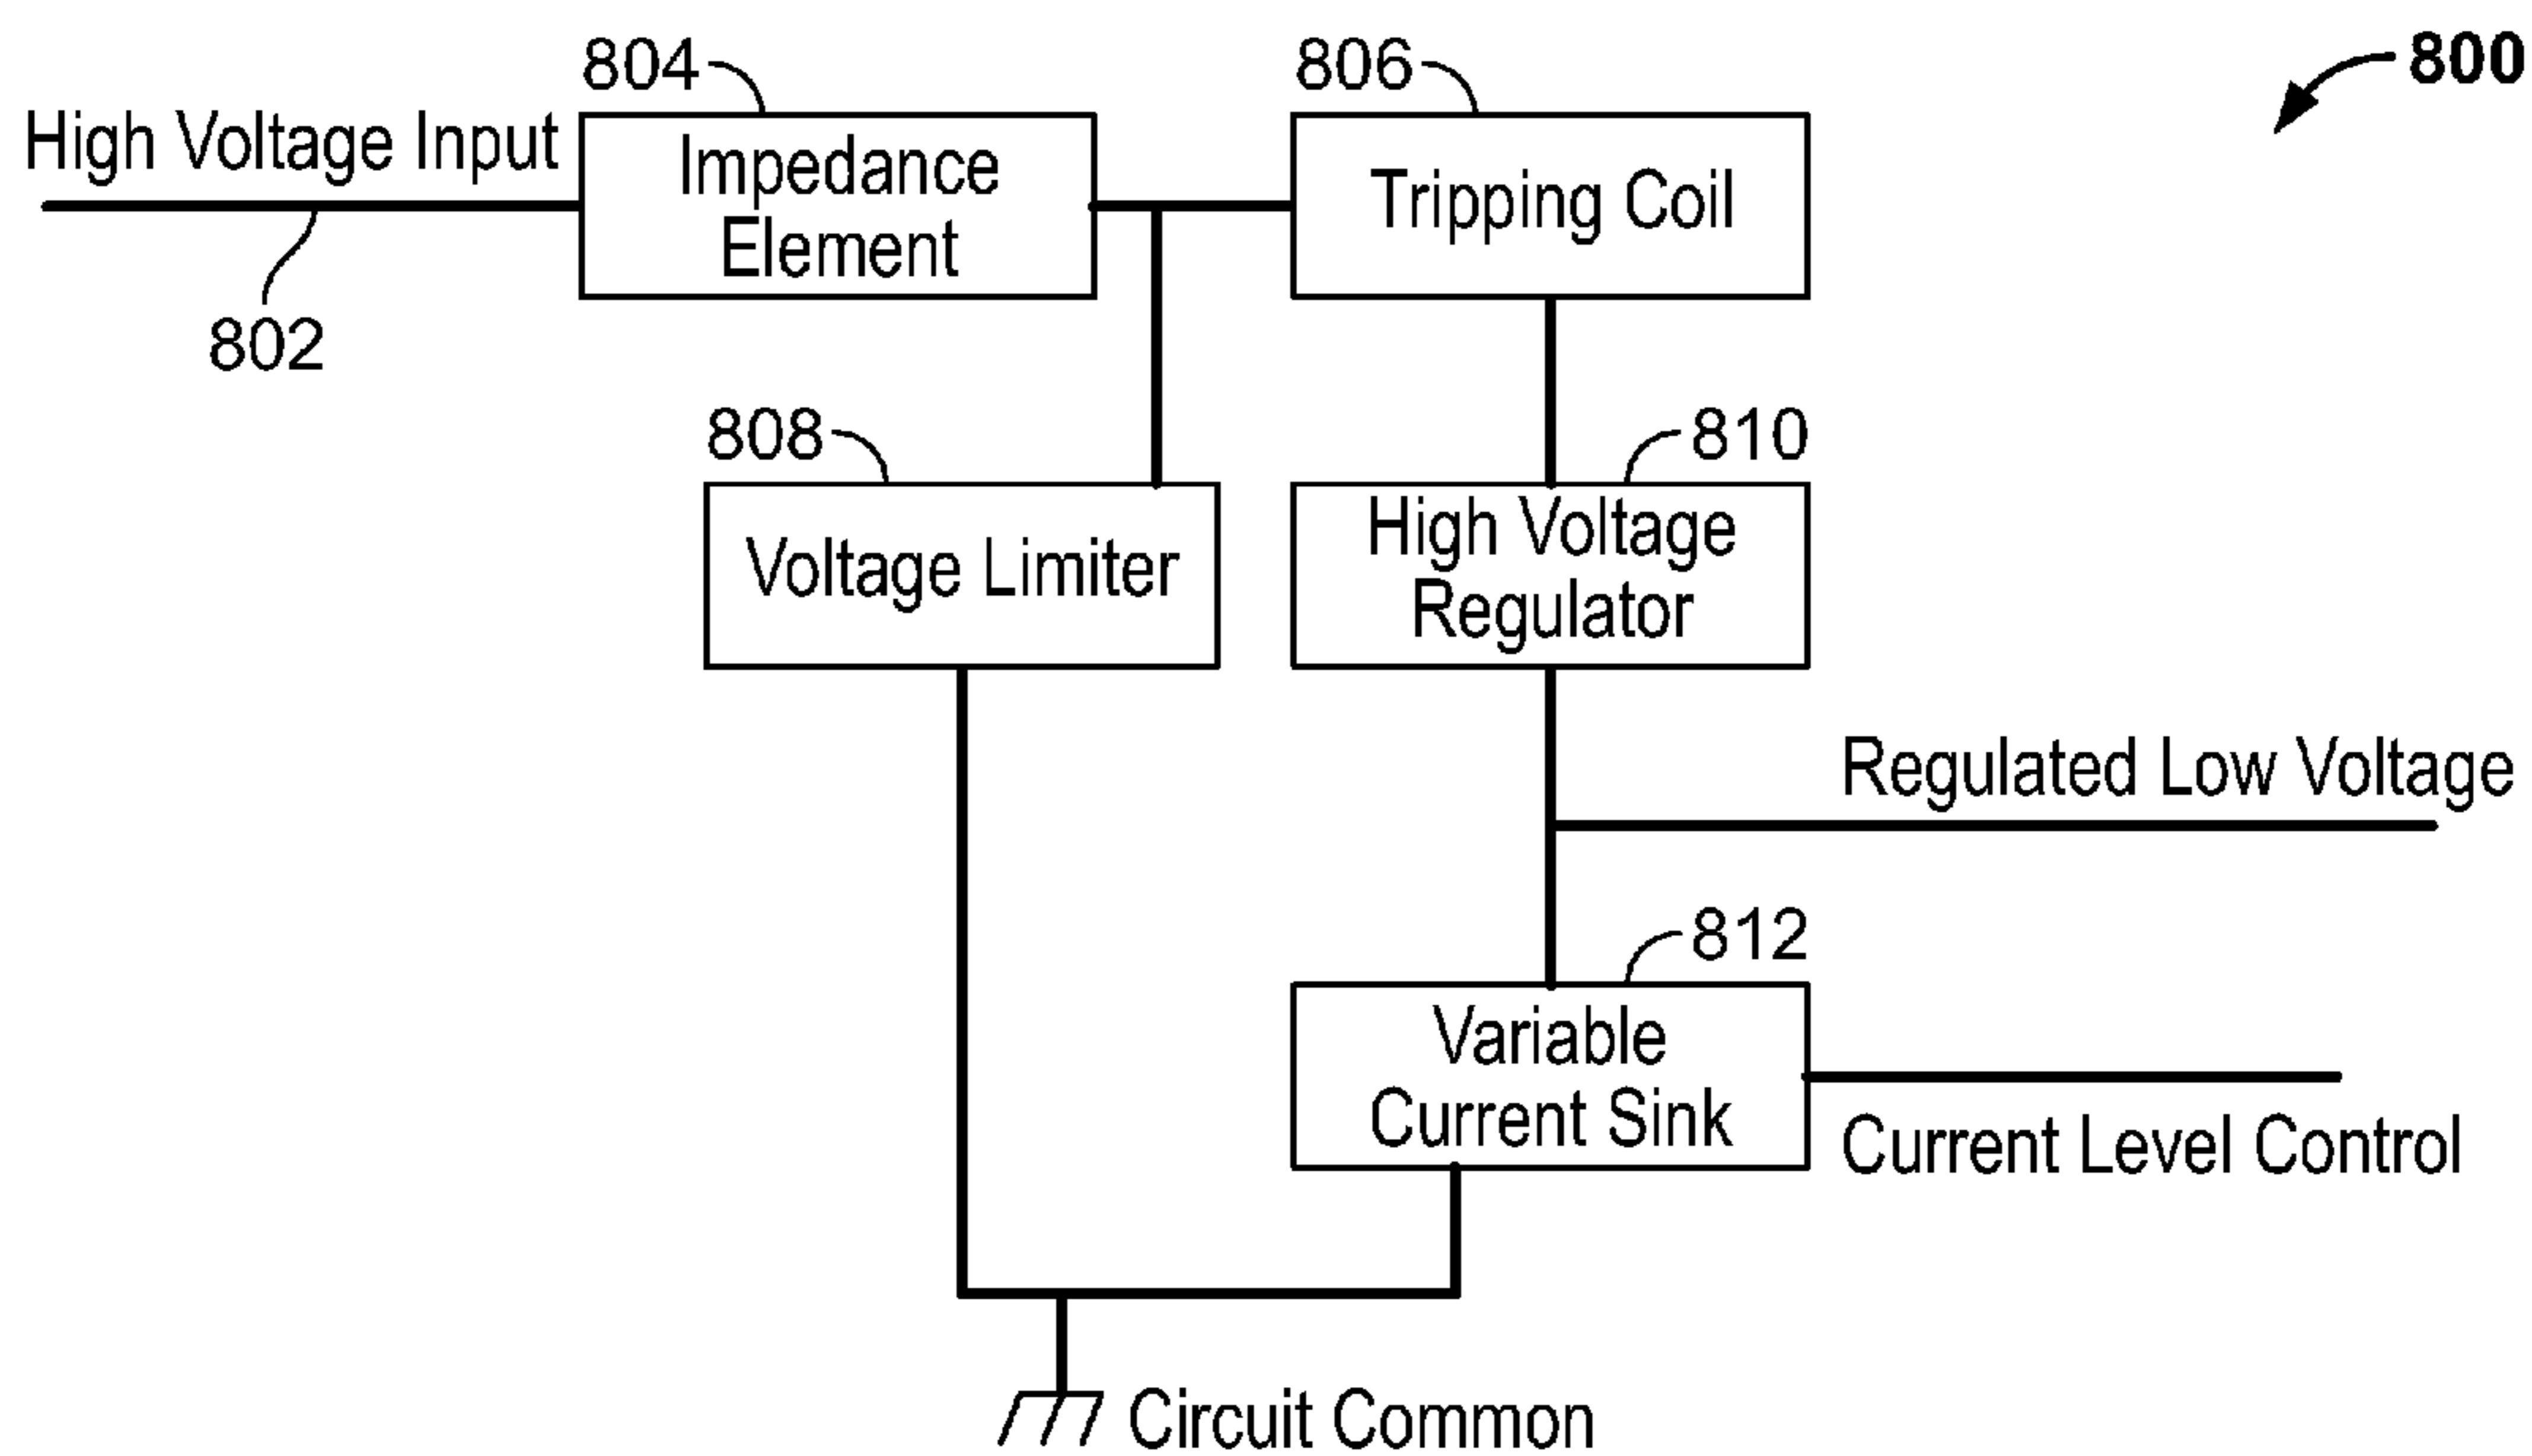 804
806
800
High Voltage Input
Impedance
Element
Tripping Coil
802
808
810
Voltage Limiter
High Voltage
Regulator
Regulated Low Voltage
812
Variable
Current Sink
Current Level Control
Circuit Common